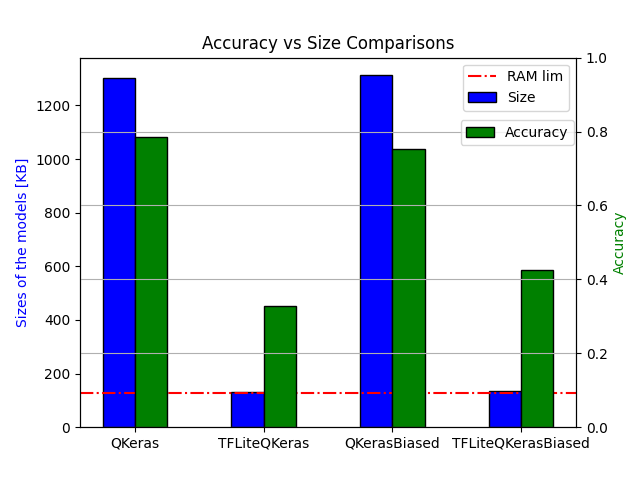 Accuracy vs Size Comparisons
RAM lim
Size
Accuracy
Sizes of the models [KB]
1200
1000
800
600
400
200
0
1.0
0.8
0.6
0.4
0.2
0.0
Accuracy
QKeras
TFLiteQKeras
QKerasBiased
TFLiteQKerasBiased